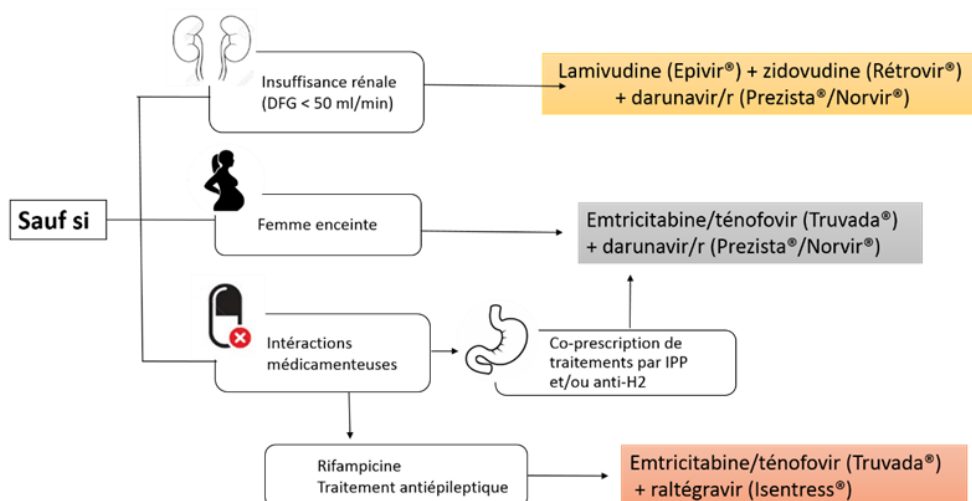 Sauf si
Insuffisance rénale
(DFG < 50 ml/min)
Lamivudine (Epivir®) + zidovudine (Rétrovir®)
+ darunavir/r (Prezista®/Norvir®)
Femme enceinte
Emtricitabine/ténofovir (Truvada®)
+ darunavir/r (Prezista®/Norvir®)
Intéractions
médicamenteuses
Co-prescription de
traitements par IPP
et/ou anti-H2
Rifampicine
Traitement antiépileptique
Emtricitabine/ténofovir (Truvada®)
+ raltégravir (Isentress®)